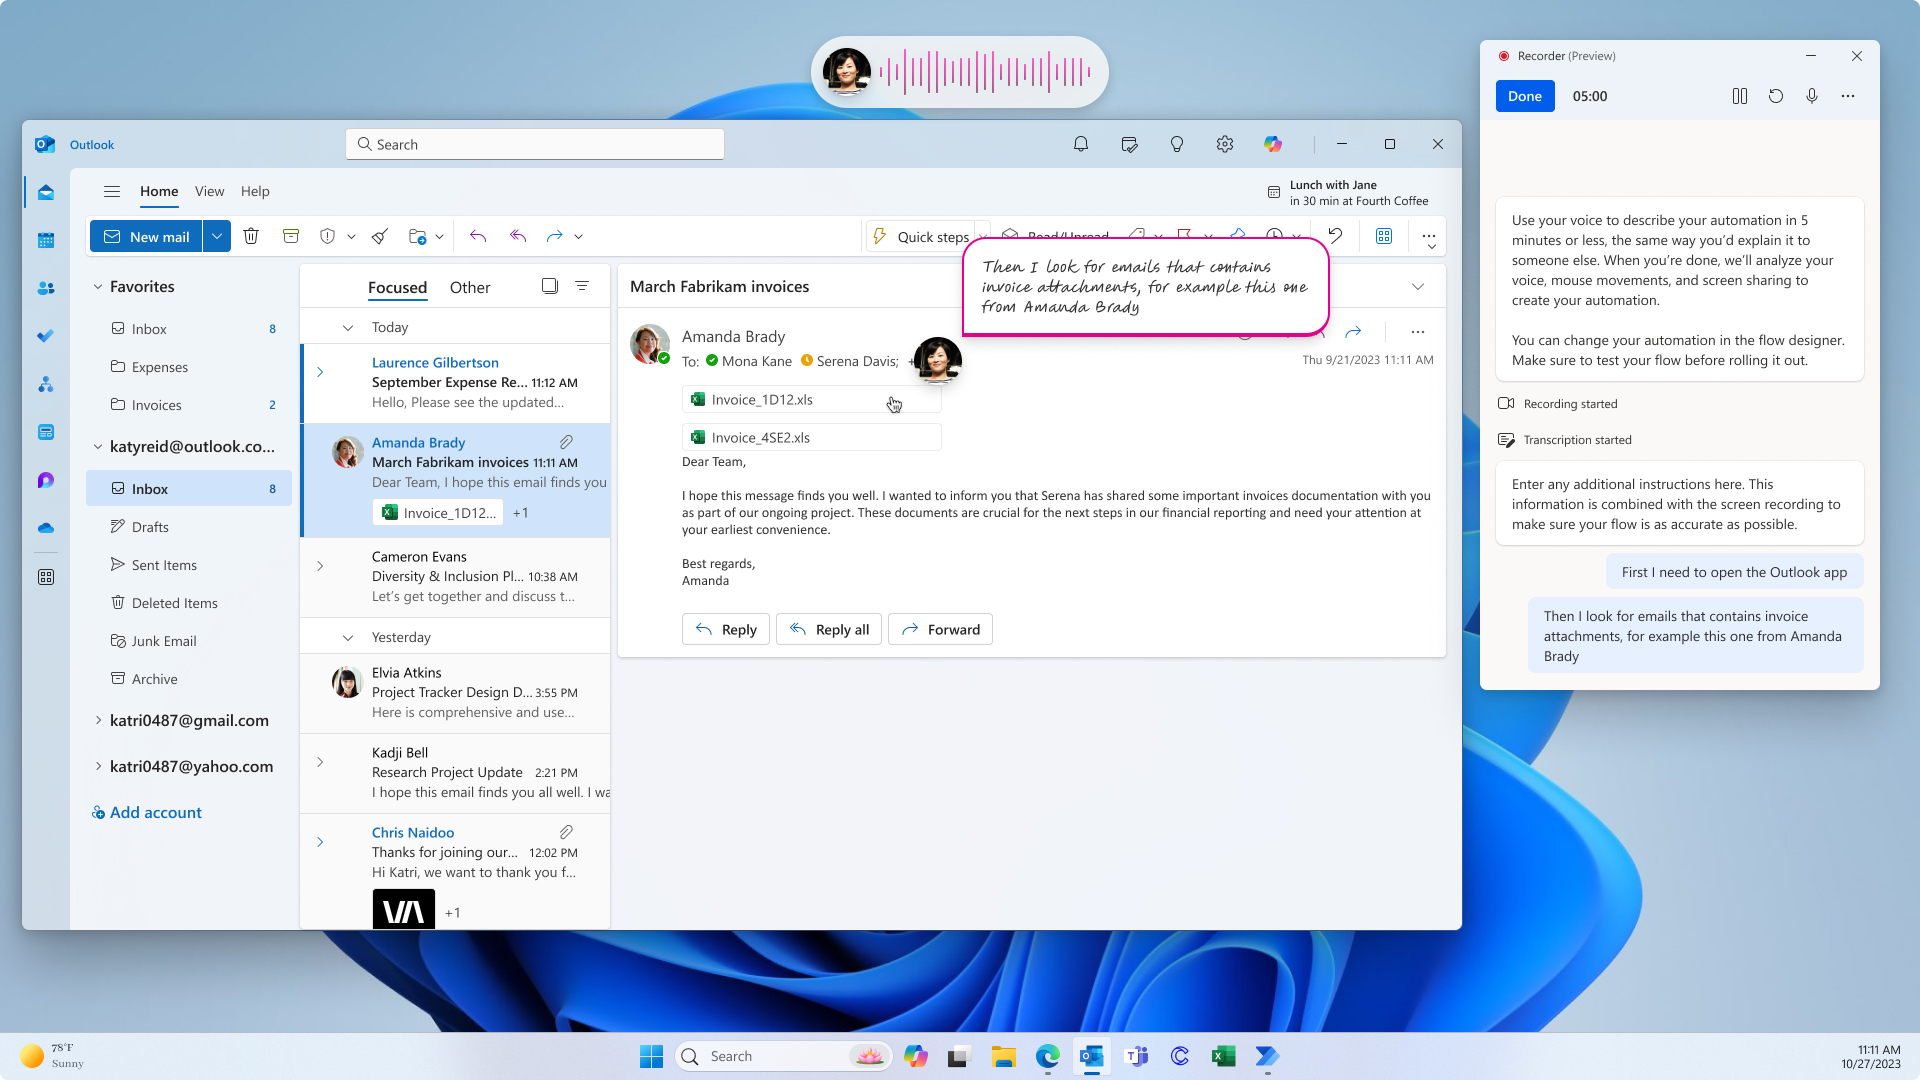 Recorder (Preview)
Done 05:00
Outlook
Search
Home View Help
Lunch with Jane
in 30 min at Fourth Coffee
New mail
Quick steps
Read/Unread
Then I look for emails that contains
invoice attachments, for example this one
from Amanda Brady
Favorites
Inbox 8
Expenses
Invoices 2
katyreid@outlook.co...
Inbox 8
Drafts
Sent Items
Deleted Items
Junk Email
Archive
katri0487@gmail.com
katri0487@yahoo.com
Add account
Focused Other
Today
Laurence Gilbertson
September Expense Re... 11:12 AM
Hello, Please see the updated...
Amanda Brady
March Fabrikam invoices 11:11 AM
Dear Team, I hope this email finds you
Invoice_1D12... +1
Cameron Evans
Diversity & Inclusion Pl... 10:38 AM
Let's get together and discuss t...
Yesterday
Elvia Atkins
Project Tracker Design D... 3:55 PM
Here is comprehensive and use...
Kadji Bell
Research Project Update 2:21 PM
I hope this email finds you all well. I wa
Chris Naidoo
Thanks for joining our... 12:02 PM
Hi Katri, we want to thank you f...
VA +1
March Fabrikam invoices
Amanda Brady
To: Mona Kane Serena Davis; +
Thu 9/21/2023 11:11 AM
Invoice_1D12.xls
Invoice_4SE2.xls
Dear Team,
I hope this message finds you well. I wanted to inform you that Serena has shared some important invoices documentation with you
as part of our ongoing project. These documents are crucial for the next steps in our financial reporting and need your attention at
your earliest convenience.
Best regards,
Amanda
Reply Reply all Forward
Use your voice to describe your automation in 5
minutes or less, the same way you'd explain it to
someone else. When you're done, we'll analyze your
voice, mouse movements, and screen sharing to
create your automation.
You can change your automation in the flow designer.
Make sure to test your flow before rolling it out.
Recording started
Transcription started
Enter any additional instructions here. This
information is combined with the screen recording to
make sure your flow is as accurate as possible.
First I need to open the Outlook app
Then I look for emails that contains invoice
attachments, for example this one from Amanda
Brady
78°F
Sunny
Search
11:11 AM
10/27/2023